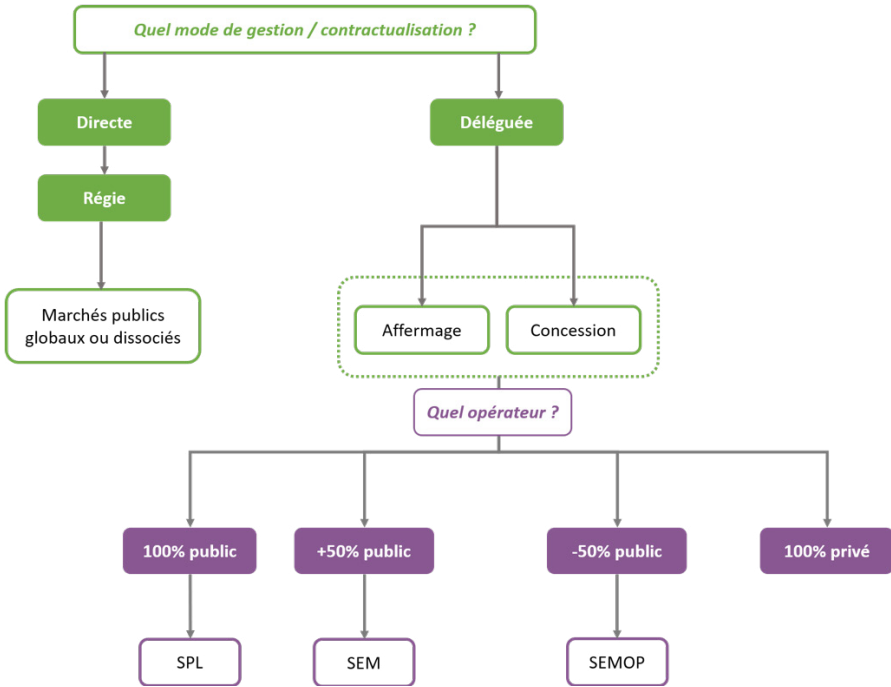 Quel mode de gestion / contractualisation ?
Directe
Déléguée
Régie
Marchés publics
globaux ou dissociés
Affermage
Concession
Quel opérateur ?
100% public
+50% public
-50% public
100% privé
SPL
SEM
SEMOP